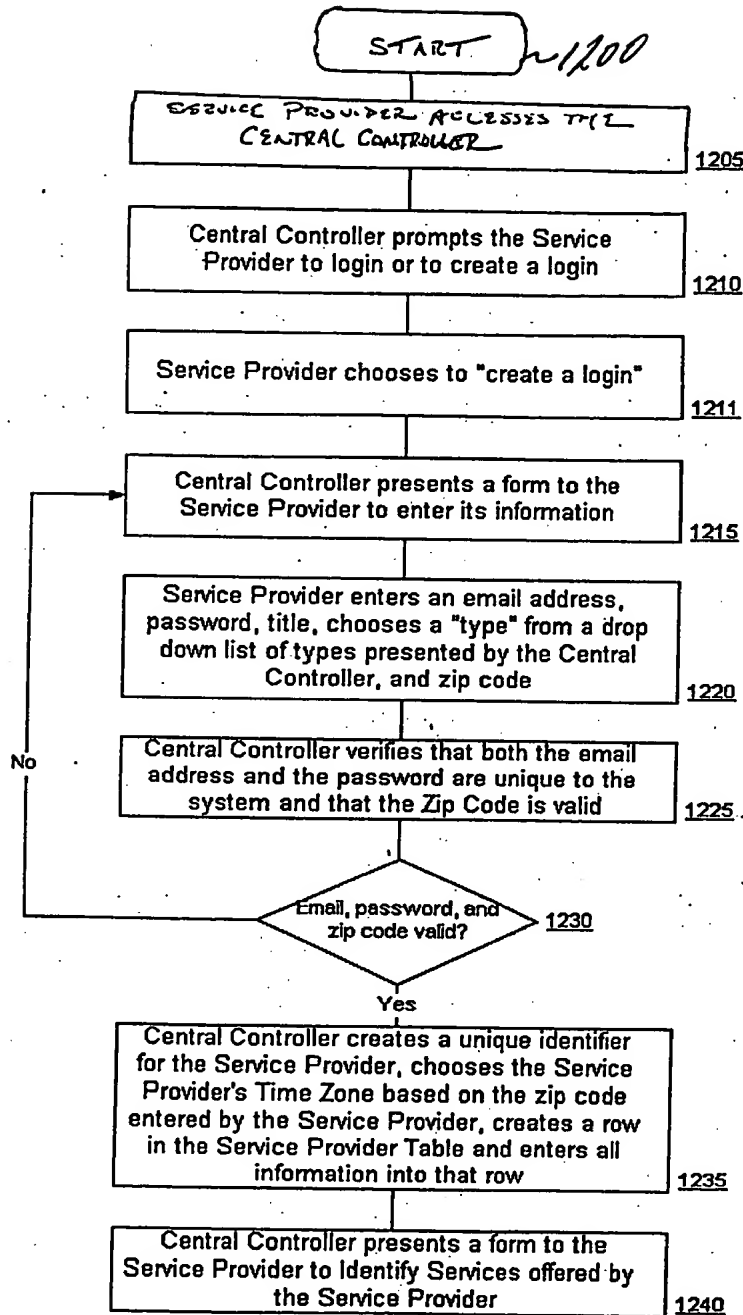 START ~1200
SERVICE PROVIDER ACCESSES THE
CENTRAL CONTROLLER
1205
Central Controller prompts the Service
Provider to login or to create a login
1210
Service Provider chooses to "create a login"
1211
Central Controller presents a form to the
Service Provider to enter its information
1215
Service Provider enters an email address,
password, title, chooses a "type" from a drop
down list of types presented by the Central
Controller, and zip code
1220
No
Central Controller verifies that both the email
address and the password are unique to the
system and that the Zip Code is valid
1225
Email, password, and
zip code valid?
1230
Yes
Central Controller creates a unique identifier
for the Service Provider, chooses the Service
Provider's Time Zone based on the zip code
entered by the Service Provider, creates a row
in the Service Provider Table and enters all
information into that row
1235
Central Controller presents a form to the
Service Provider to Identify Services offered by
the Service Provider
1240